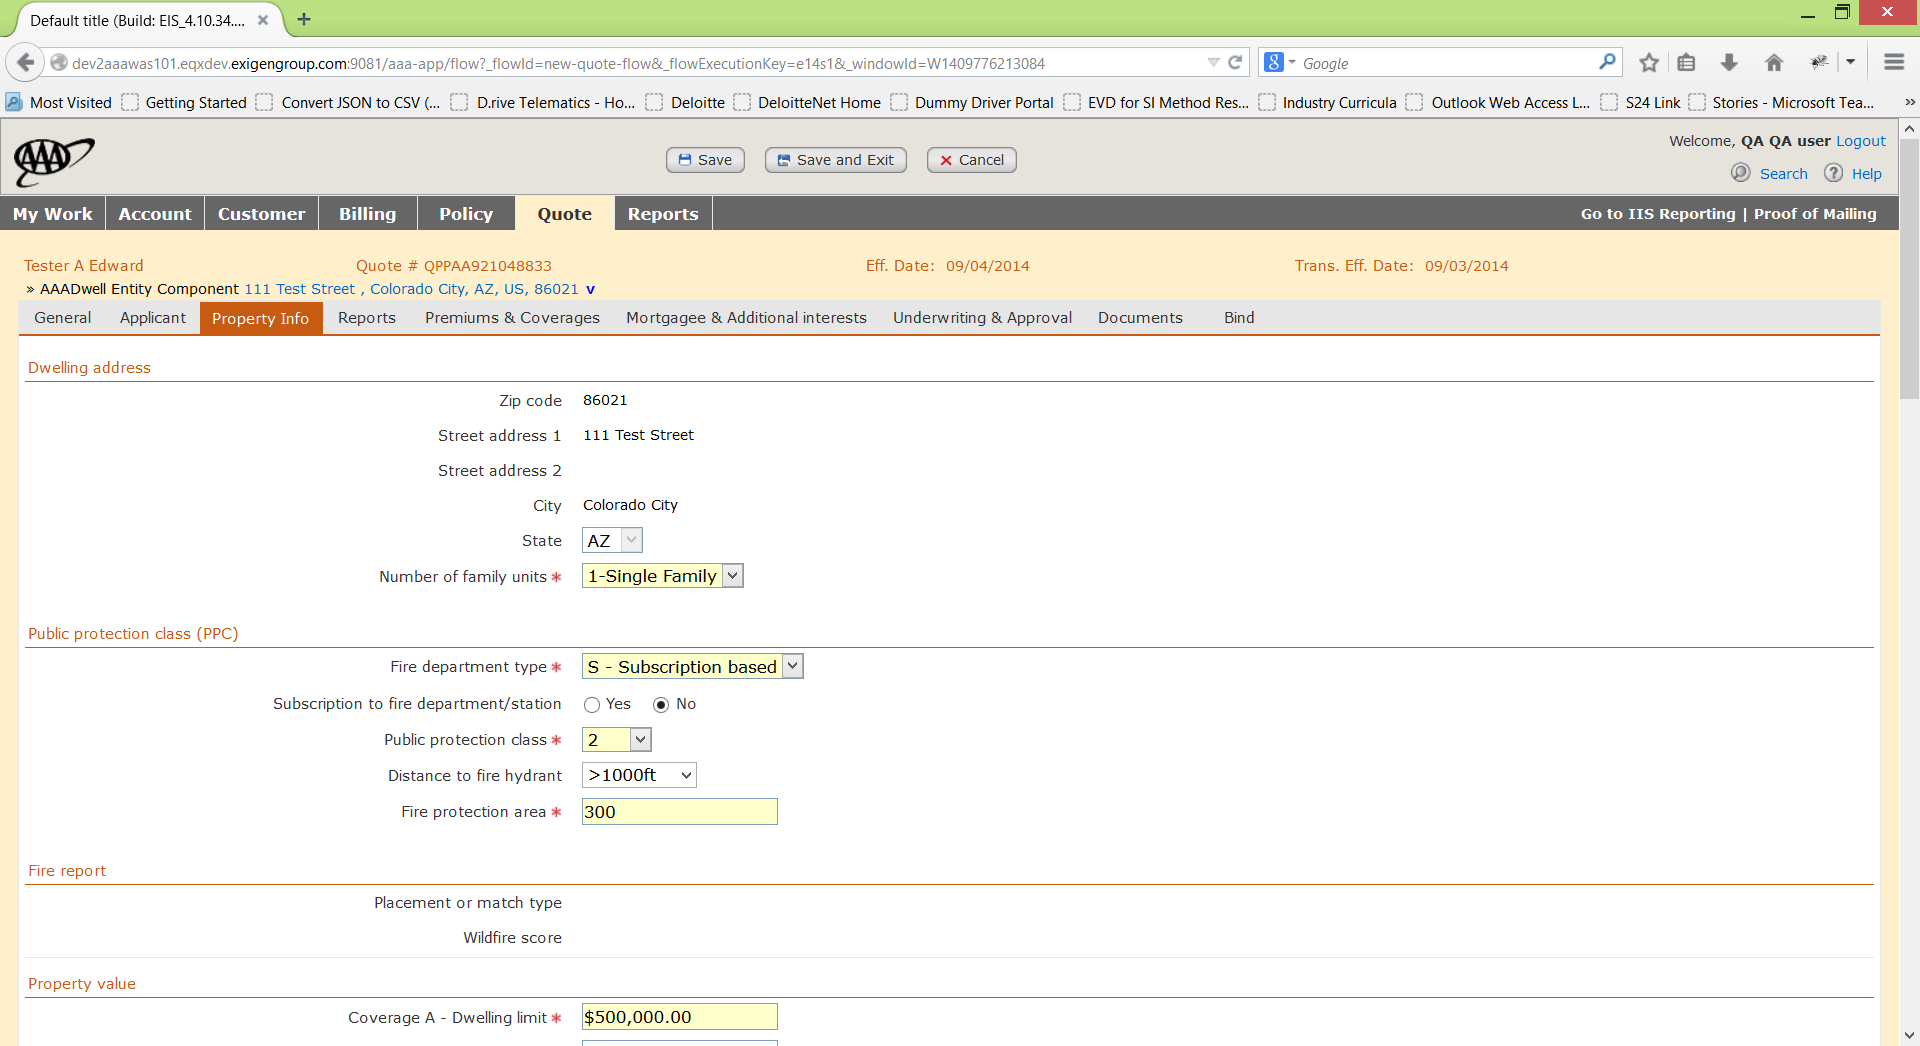 Default title (Build: EIS_4.10.34....
dev2aaawas101.eqxdev.exigengroup.com:9081/aaa-app/flow?_flowId=new-quote-flow&_flowExecutionKey=e14s1&_windowId=W1409776213084
8 Google
Most Visited Getting Started Convert JSON to CSV (... D.rive Telematics - Ho... Deloitte DeloitteNet Home Dummy Driver Portal EVD for SI Method Res... Industry Curricula Outlook Web Access L... S24 Link Stories - Microsoft Tea... »
AAA
Save Save and Exit Cancel
Welcome, QA QA user Logout
Search ? Help
My Work Account Customer Billing Policy Quote Reports Go to IIS Reporting | Proof of Mailing
Tester A Edward Quote # QPPAA921048833 Eff. Date: 09/04/2014 Trans. Eff. Date: 09/03/2014
» AAADwell Entity Component 111 Test Street , Colorado City, AZ, US, 86021 v
General Applicant Property Info Reports Premiums & Coverages Mortgagee & Additional interests Underwriting & Approval Documents Bind
Dwelling address
Zip code 86021
Street address 1 111 Test Street
Street address 2
City Colorado City
State AZ
Number of family units * 1-Single Family
Public protection class (PPC)
Fire department type * S - Subscription based
Subscription to fire department/station Yes No
Public protection class * 2
Distance to fire hydrant >1000ft
Fire protection area * 300
Fire report
Placement or match type
Wildfire score
Property value
Coverage A - Dwelling limit * $500,000.00